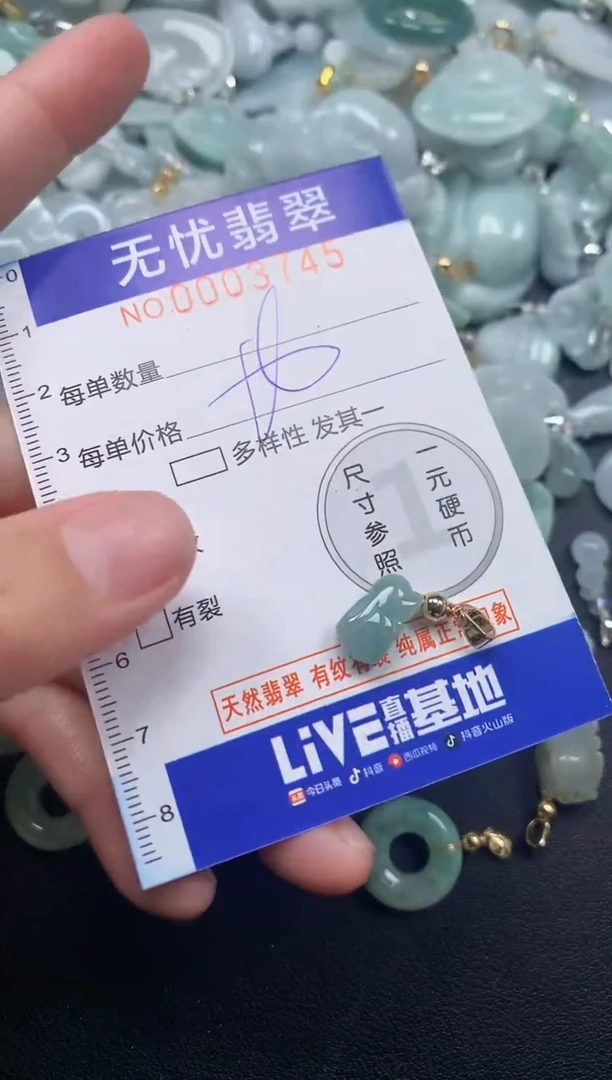 无忧翡翠
NO.0003745
0
1
2
3
6
7
8
每单数量
每单价格
多样性 发其一
一元硬币
尺寸参照
有裂
天然翡翠 有纹有裂 纯属正常现象
LiVE直播基地
今日头条 抖音 西瓜视频 抖音火山版